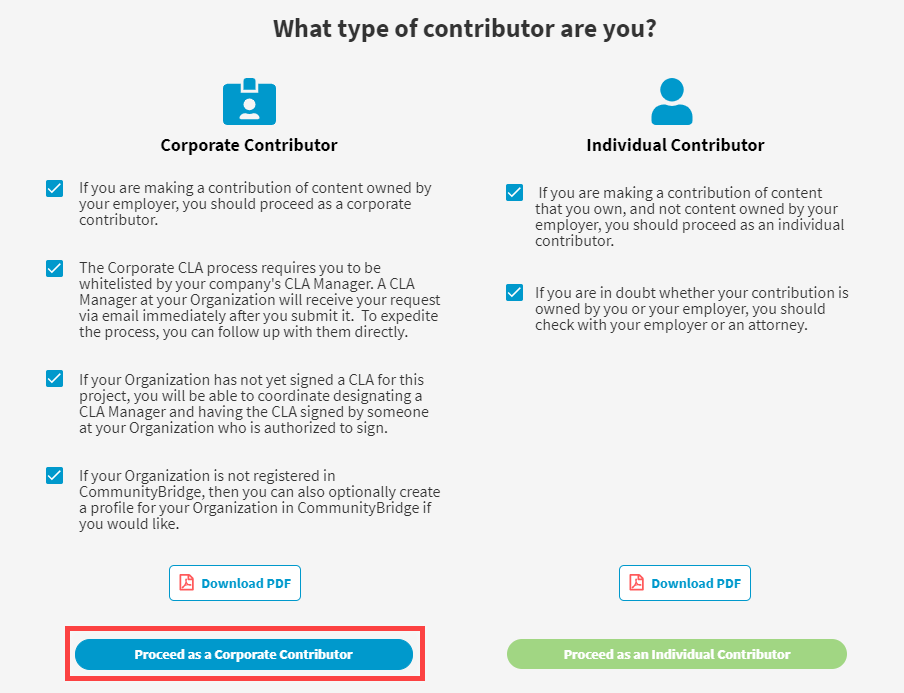 What type of contributor are you?
Corporate Contributor
If you are making a contribution of content owned by
your employer, you should proceed as a corporate
contributor.
The Corporate CLA process requires you to be
whitelisted by your company's CLA Manager. A CLA
Manager at your Organization will receive your request
via email immediately after you submit it. To expedite
the process, you can follow up with them directly.
If your Organization has not yet signed a CLA for this
project, you will be able to coordinate designating a
CLA Manager and having the CLA signed by someone
at your Organization who is authorized to sign.
If your Organization is not registered in
CommunityBridge, then you can also optionally create
a profile for your Organization in CommunityBridge if
you would like.
Download PDF
Proceed as a Corporate Contributor
Individual Contributor
If you are making a contribution of content
that you own, and not content owned by your
employer, you should proceed as an individual
contributor.
If you are in doubt whether your contribution is
owned by you or your employer, you should
check with your employer or an attorney.
Download PDF
Proceed as an Individual Contributor